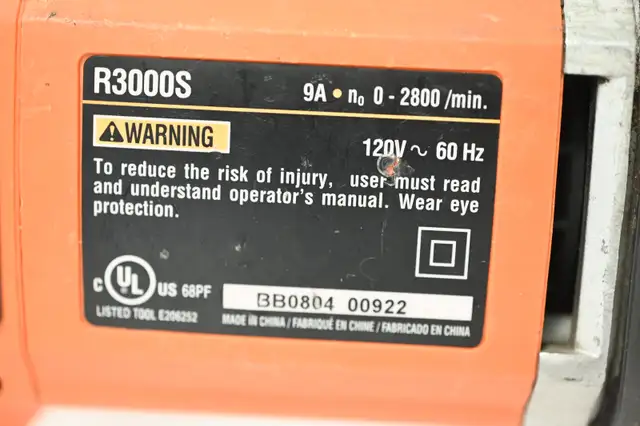 R3000S
9A • n₀ 0 - 2800 /min.
WARNING
120V ~ 60 Hz
To reduce the risk of injury, user must read
and understand operator's manual. Wear eye
protection.
C UL US 68PF
LISTED TOOL E206252
BB0804 00922
MADE IN CHINA / FABRIQUÉ EN CHINE / FABRICADO EN CHINA